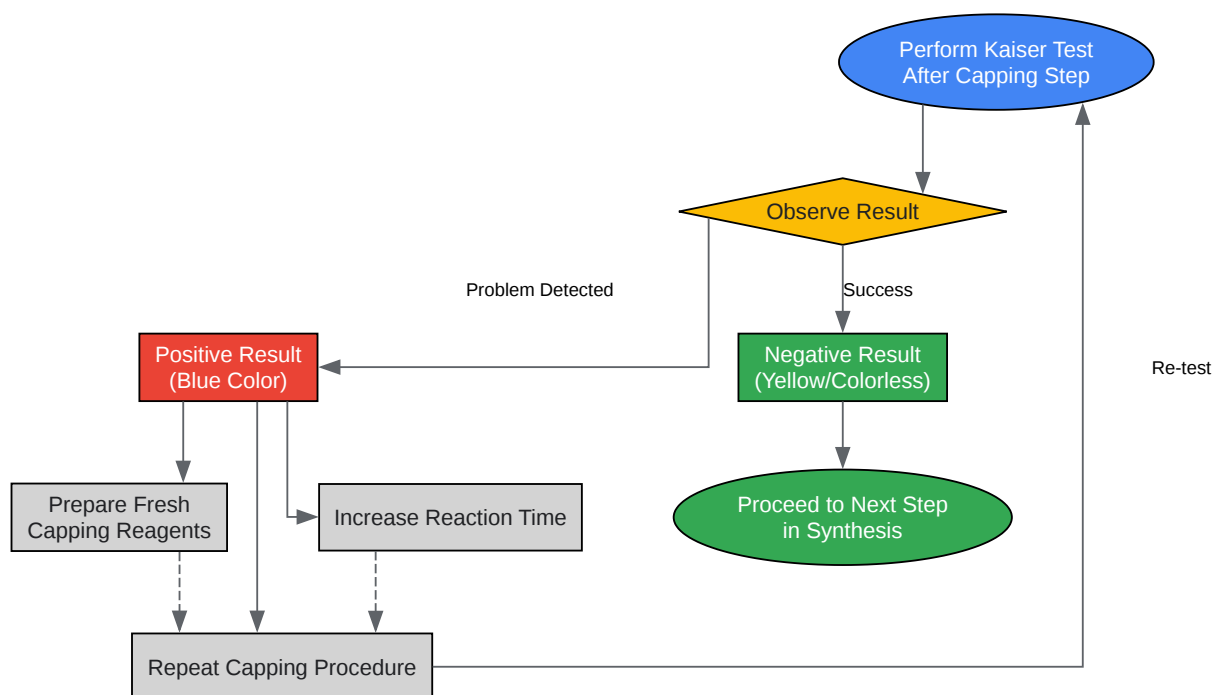 Perform Kaiser Test
After Capping Step
Observe Result
Problem Detected
Success
Positive Result
(Blue Color)
Negative Result
(Yellow/Colorless)
Re-test
Prepare Fresh
Capping Reagents
Increase Reaction Time
Proceed to Next Step
in Synthesis
Repeat Capping Procedure